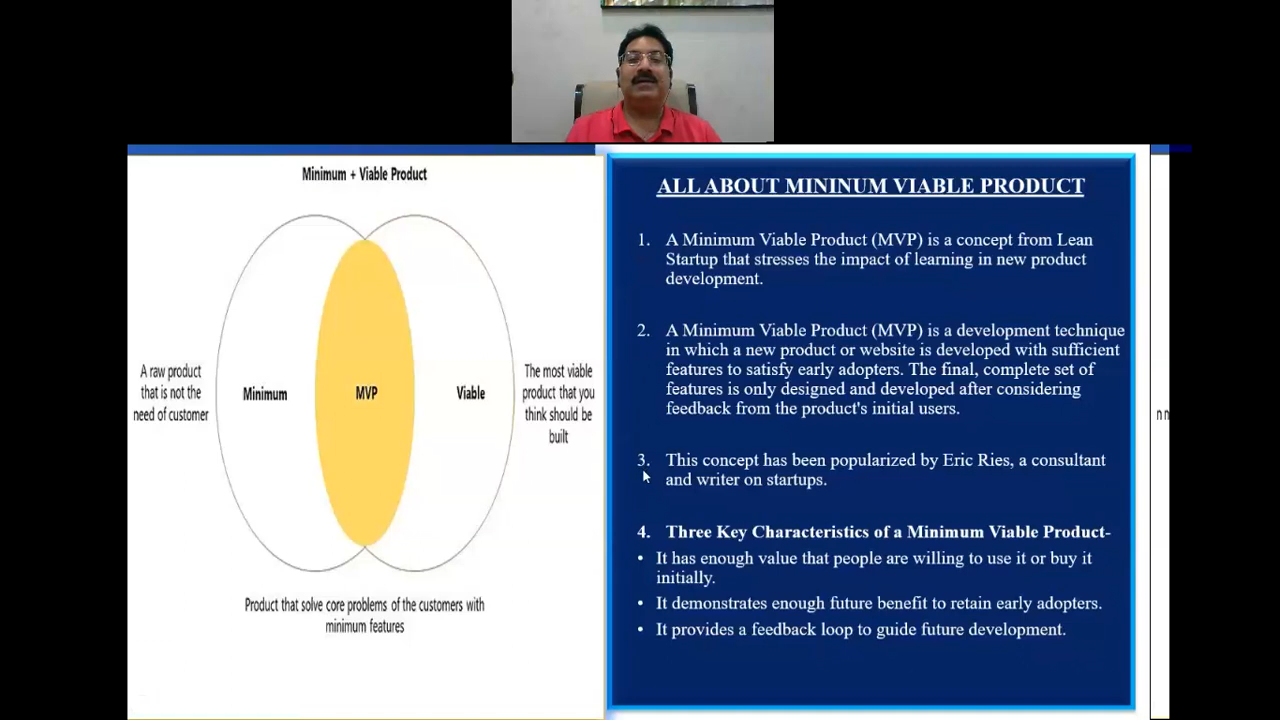 Minimum + Viable Product
A raw product
that is not the
need of customer
Minimum
MVP
Viable
The most viable
product that you
think should be
built
Product that solve core problems of the customers with
minimum features
ALL ABOUT MININUM VIABLE PRODUCT
1. A Minimum Viable Product (MVP) is a concept from Lean
Startup that stresses the impact of learning in new product
development.
2. A Minimum Viable Product (MVP) is a development technique
in which a new product or website is developed with sufficient
features to satisfy early adopters. The final, complete set of
features is only designed and developed after considering
feedback from the product's initial users.
3. This concept has been popularized by Eric Ries, a consultant
and writer on startups.
4. Three Key Characteristics of a Minimum Viable Product-
• It has enough value that people are willing to use it or buy it
initially.
• It demonstrates enough future benefit to retain early adopters.
• It provides a feedback loop to guide future development.